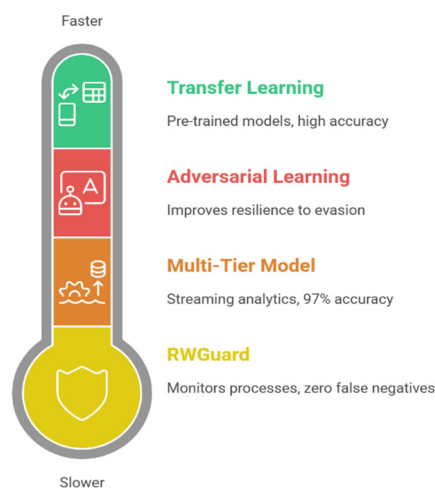 Faster
Transfer Learning
Pre-trained models, high accuracy
A
Adversarial Learning
Improves resilience to evasion
Multi-Tier Model
Streaming analytics, 97% accuracy
RWGuard
Monitors processes, zero false negatives
Slower